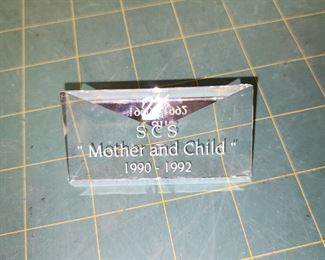 SCS
" Mother and Child "
1990 - 1992